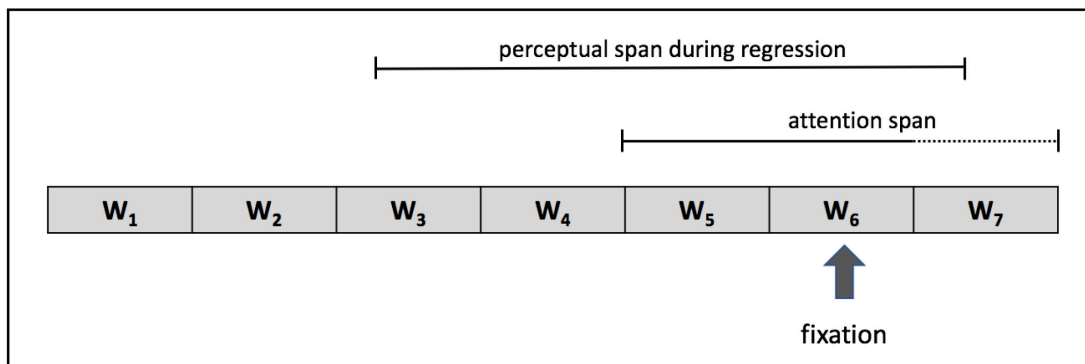 perceptual span during regression
attention span
W₁ W₂ W₃ W₄ W₅ W₆ W₇
fixation